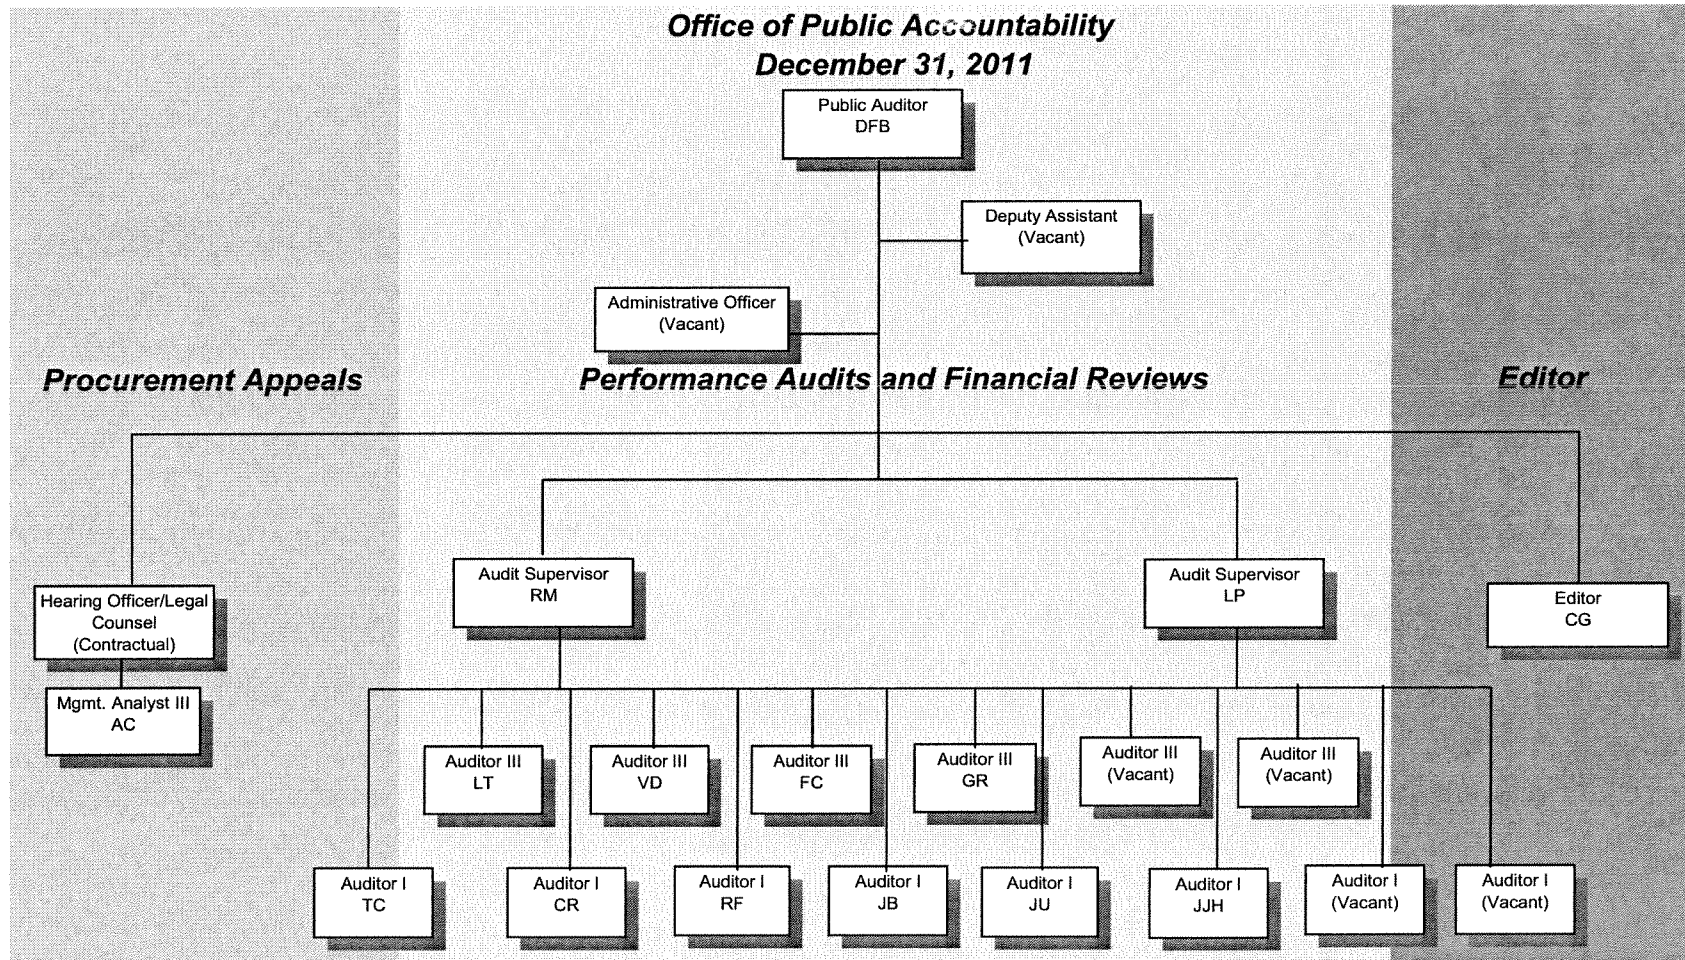 Office of Public Accountability
December 31, 2011
Public Auditor
DFB
Deputy Assistant
(Vacant)
Administrative Officer
(Vacant)
Procurement Appeals
Performance Audits and Financial Reviews
Editor
Hearing Officer/Legal
Counsel
(Contractual)
Mgmt. Analyst III
AC
Audit Supervisor
RM
Audit Supervisor
LP
Editor
CG
Auditor III
LT
Auditor III
VD
Auditor III
FC
Auditor III
GR
Auditor III
(Vacant)
Auditor III
(Vacant)
Auditor I
TC
Auditor I
CR
Auditor I
RF
Auditor I
JB
Auditor I
JU
Auditor I
JJH
Auditor I
(Vacant)
Auditor I
(Vacant)